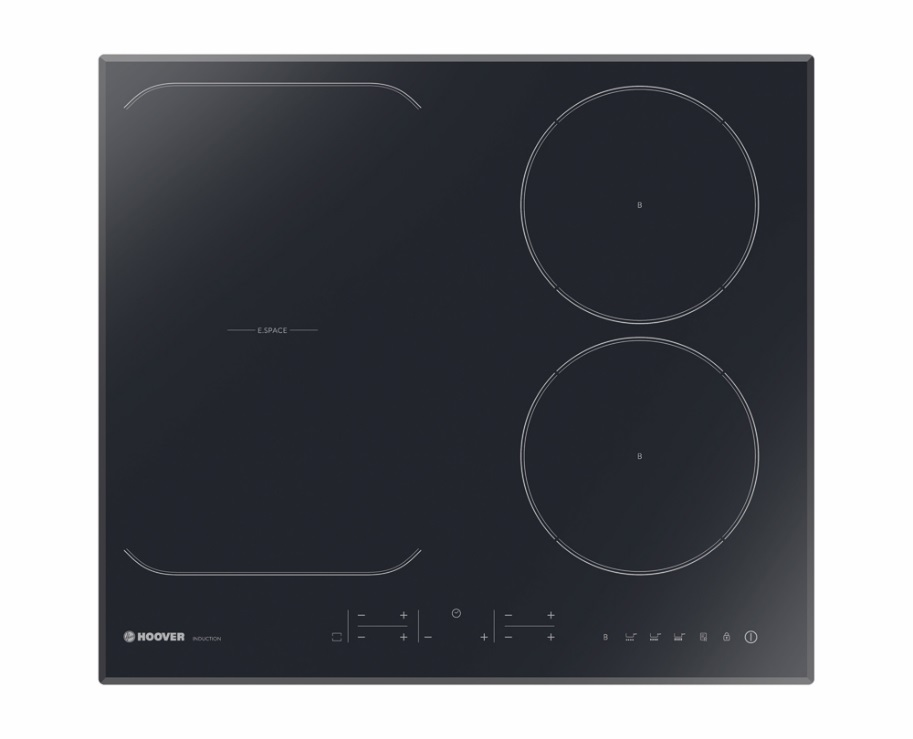 B
E.SPACE
B
HOOVER INDUCTION
− +
− + − + 
− +
− +
B